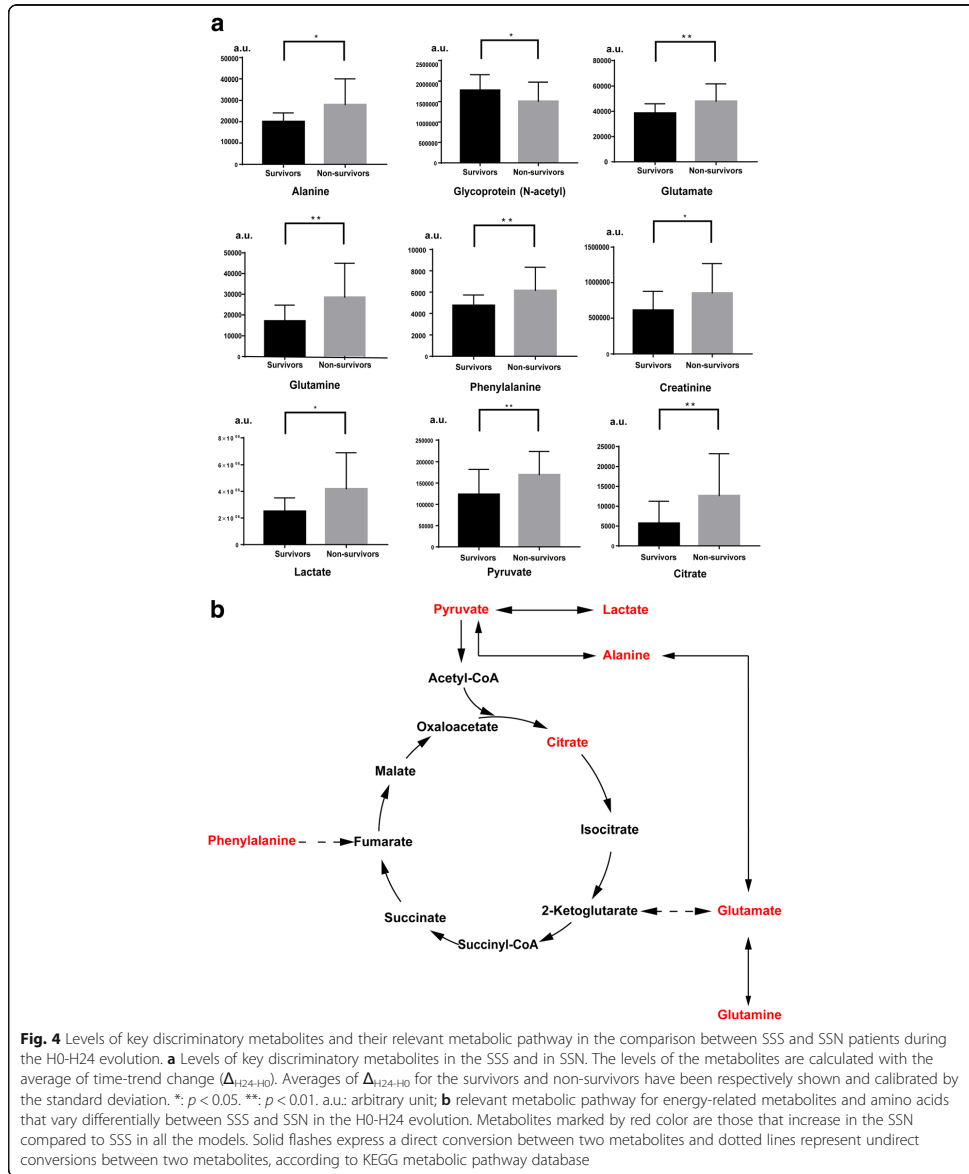 a
a.u. * a.u. * a.u. **
50000
40000
30000
20000
10000
0
Survivors Non-survivors
Alanine
2500000
2000000
1500000
1000000
500000
0
Survivors Non-survivors
Glycoprotein (N-acetyl)
80000
60000
40000
20000
0
Survivors Non-survivors
Glutamate
a.u. ** a.u. ** a.u. *
50000
40000
30000
20000
10000
0
Survivors Non-survivors
Glutamine
10000
8000
6000
4000
2000
0
Survivors Non-survivors
Phenylalanine
1500000
1000000
500000
0
Survivors Non-survivors
Creatinine
a.u. * a.u. ** a.u. **
0
Survivors Non-survivors
Lactate
250000
200000
150000
100000
50000
0
Survivors Non-survivors
Pyruvate
25000
20000
15000
10000
5000
0
Survivors Non-survivors
Citrate
b
Pyruvate Lactate
Alanine
Acetyl-CoA
Oxaloacetate
Citrate
Malate
Isocitrate
Phenylalanine Fumarate
2-Ketoglutarate Glutamate
Succinate
Succinyl-CoA
Glutamine
Fig. 4 Levels of key discriminatory metabolites and their relevant metabolic pathway in the comparison between SSS and SSN patients during
the H0-H24 evolution. a Levels of key discriminatory metabolites in the SSS and in SSN. The levels of the metabolites are calculated with the
average of time-trend change (ΔH24-H0). Averages of ΔH24-H0 for the survivors and non-survivors have been respectively shown and calibrated by
the standard deviation. *: p < 0.05. **: p < 0.01. a.u.: arbitrary unit; b relevant metabolic pathway for energy-related metabolites and amino acids
that vary differentially between SSS and SSN in the H0-H24 evolution. Metabolites marked by red color are those that increase in the SSN
compared to SSS in all the models. Solid flashes express a direct conversion between two metabolites and dotted lines represent undirect
conversions between two metabolites, according to KEGG metabolic pathway database